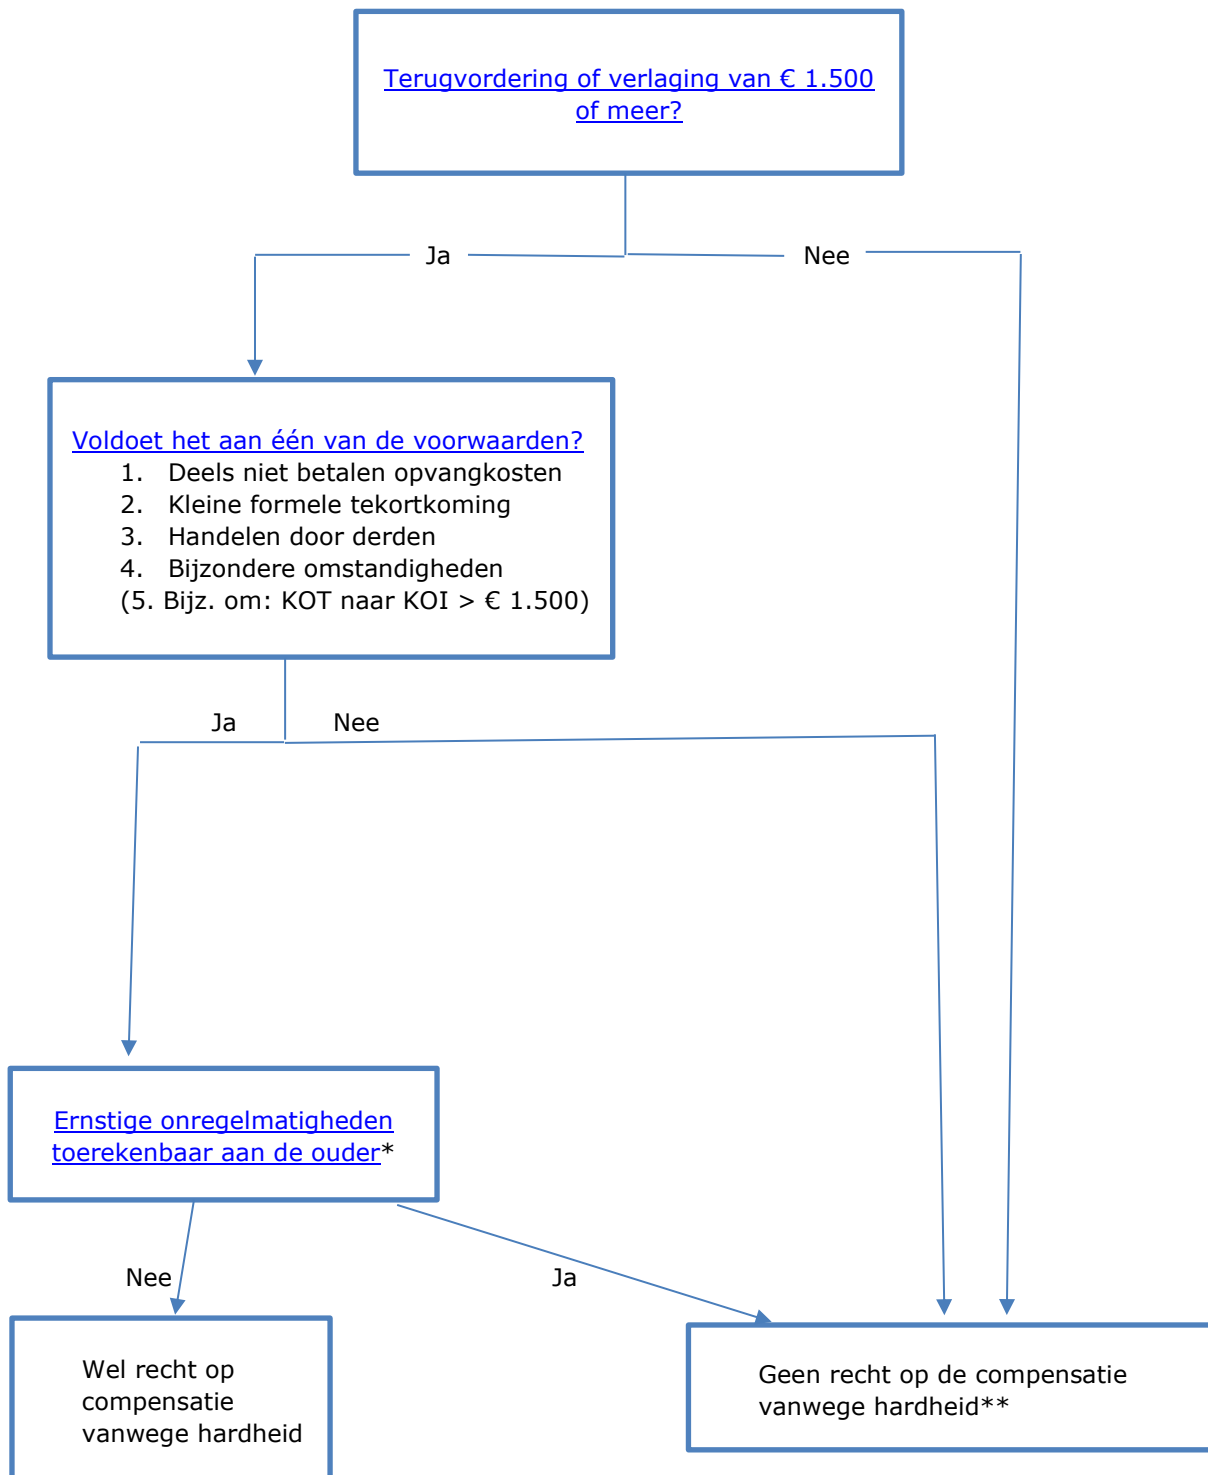 Terugvordering of verlaging van € 1.500
of meer?
Ja
Nee
Voldoet het aan één van de voorwaarden?
1. Deels niet betalen opvangkosten
2. Kleine formele tekortkoming
3. Handelen door derden
4. Bijzondere omstandigheden
(5. Bijz. om: KOT naar KOI > € 1.500)
Ja
Nee
Ernstige onregelmatigheden
toerekenbaar aan de ouder*
Nee
Ja
Wel recht op
compensatie
vanwege hardheid
Geen recht op de compensatie
vanwege hardheid**